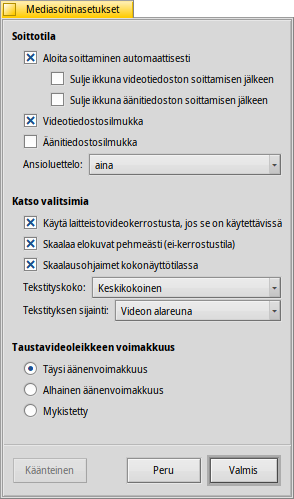 Mediasoitinasetukset
Soittotila
Aloita soittaminen automaattisesti
Sulje ikkuna videotiedoston soittamisen jälkeen
Sulje ikkuna äänitiedoston soittamisen jälkeen
Videotiedostosilmukka
Äänitiedostosilmukka
Ansioluettelo: aina
Katso valitsimia
Käytä laitteistovideokerrostusta, jos se on käytettävissä
Skaalaa elokuvat pehmeästi (ei-kerrostustila)
Skaalausohjaimet kokonäyttötilassa
Tekstityskoko: Keskikokoinen
Tekstityksen sijainti: Videon alareuna
Taustavideoleikkeen voimakkuus
Täysi äänenvoimakkuus
Alhainen äänenvoimakkuus
Mykistetty
Käänteinen Peru Valmis